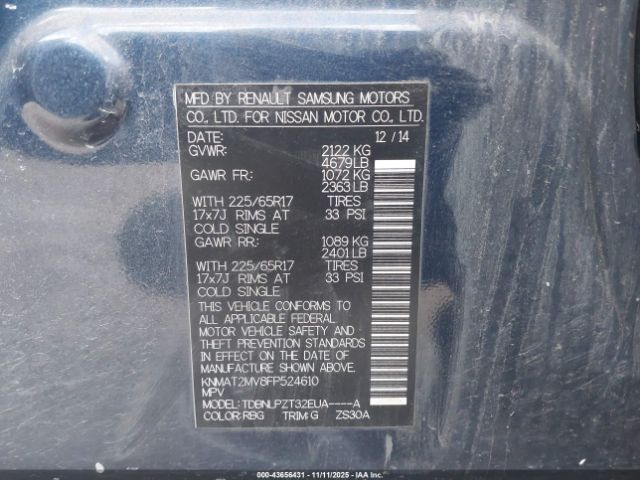 MFD BY RENAULT SAMSUNG MOTORS
CO., LTD. FOR NISSAN MOTOR CO., LTD.
DATE: 12/14
GVWR: 2122 KG
4679 LB
GAWR FR: 1072 KG
2363 LB
WITH 225/65R17 TIRES
17x7J RIMS AT 33 PSI
COLD SINGLE
GAWR RR: 1089 KG
2401 LB
WITH 225/65R17 TIRES
17x7J RIMS AT 33 PSI
COLD SINGLE
THIS VEHICLE CONFORMS TO
ALL APPLICABLE FEDERAL
MOTOR VEHICLE SAFETY AND
THEFT PREVENTION STANDARDS
IN EFFECT ON THE DATE OF
MANUFACTURE SHOWN ABOVE.
KNMAT2MV8FP524610
MPV
MODEL:TDBNLPZT32EUA----A
COLOR:RBG TRIM:G ZS30A
000-43656431 - 11/11/2025 - IAA Inc.